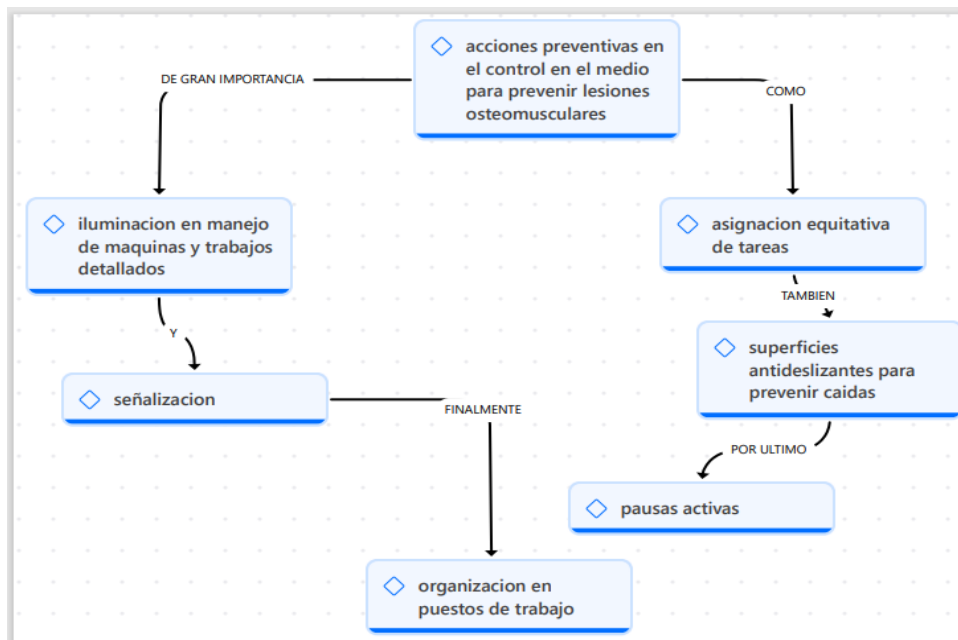 acciones preventivas en
el control en el medio
para prevenir lesiones
osteomusculares
DE GRAN IMPORTANCIA
COMO
iluminacion en manejo
de maquinas y trabajos
detallados
asignacion equitativa
de tareas
TAMBIEN
Y
superficies
antideslizantes para
prevenir caidas
señalizacion
FINALMENTE
POR ULTIMO
pausas activas
organizacion en
puestos de trabajo